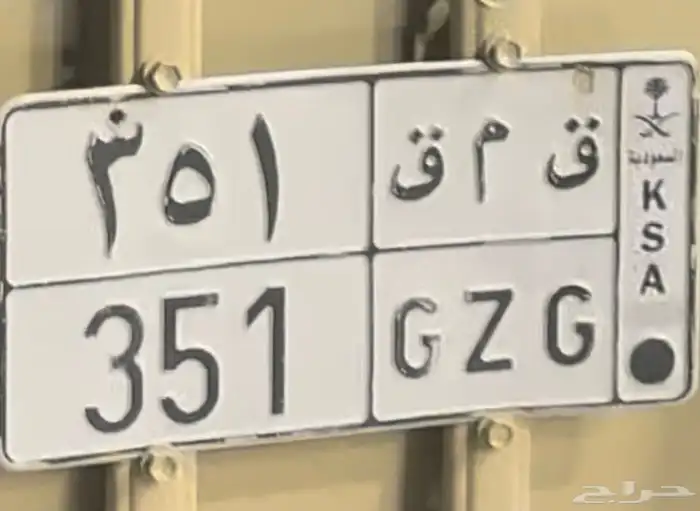 ٣٥١ ق م ق
السعودية
351 GZG
K
S
A
حراج